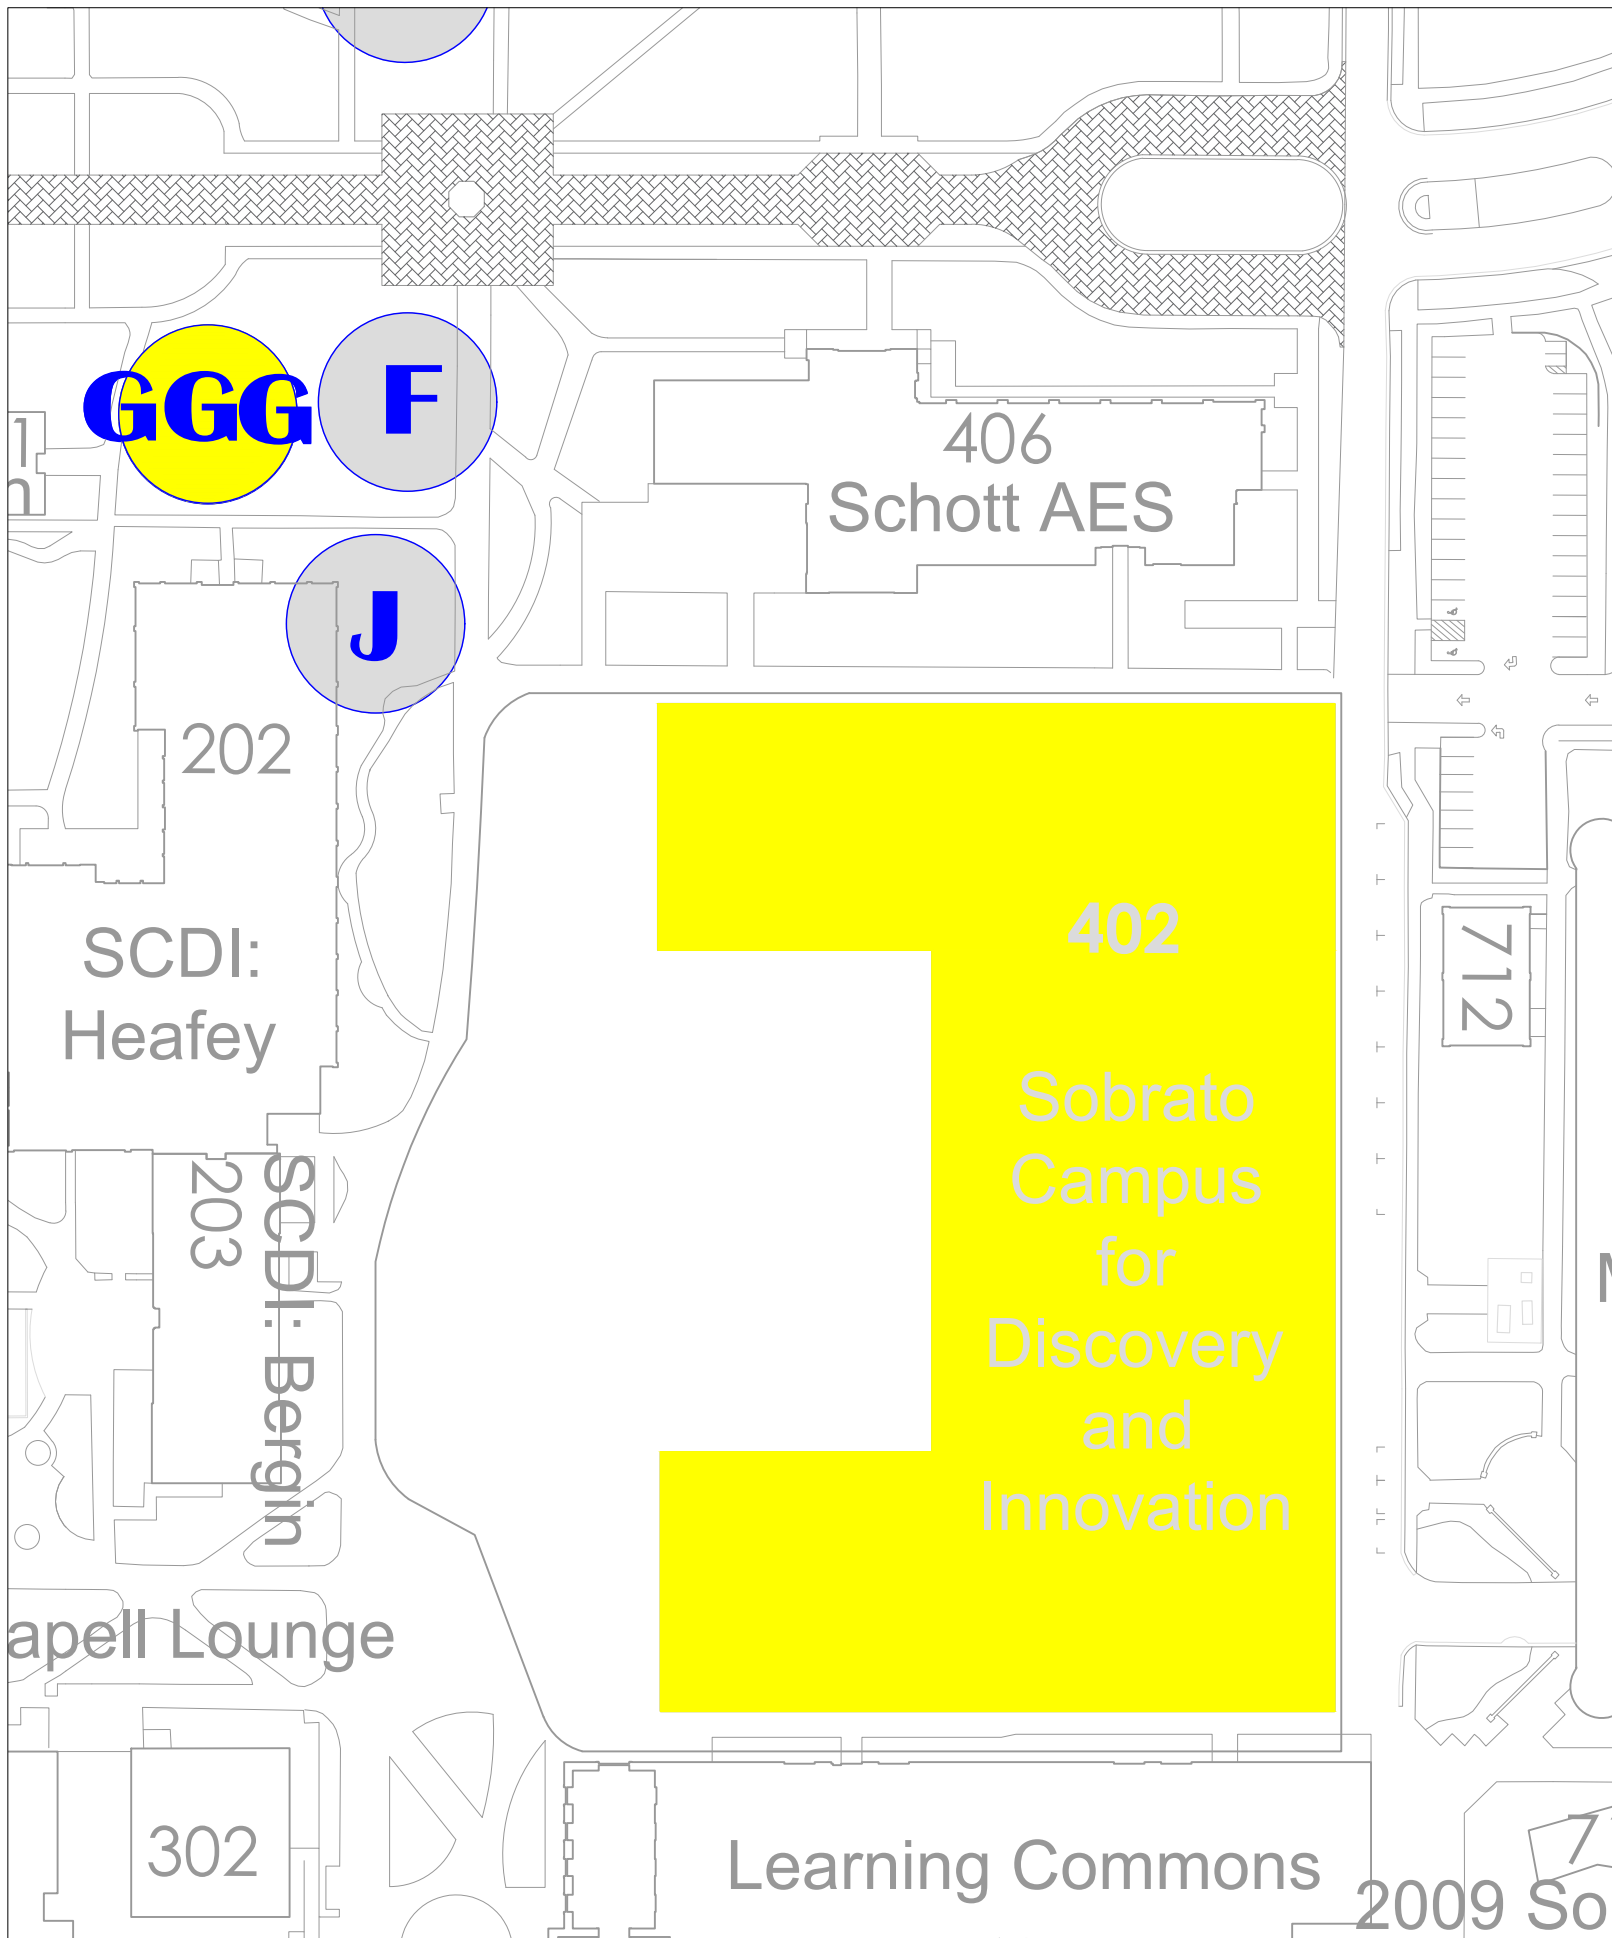 GGG
F
406
Schott AES
J
202
402
SCDI:
Heafey
712
Sobrato
Campus
for
Discovery
and
Innovation
203
SCDI: Bergin
apell Lounge
302
Learning Commons
2009 So